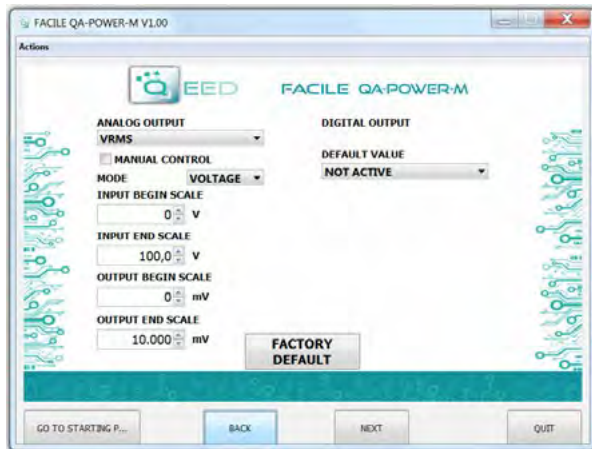 FACILE QA-POWER-M V1.00
Actions
QEED
FACILE QA-POWER-M
ANALOG OUTPUT
VRMS
MANUAL CONTROL
MODE VOLTAGE
INPUT BEGIN SCALE
0 V
INPUT END SCALE
100,0 V
OUTPUT BEGIN SCALE
0 mV
OUTPUT END SCALE
10.000 mV
DIGITAL OUTPUT
DEFAULT VALUE
NOT ACTIVE
FACTORY
DEFAULT
GO TO STARTING P...
BACK
NEXT
QUIT